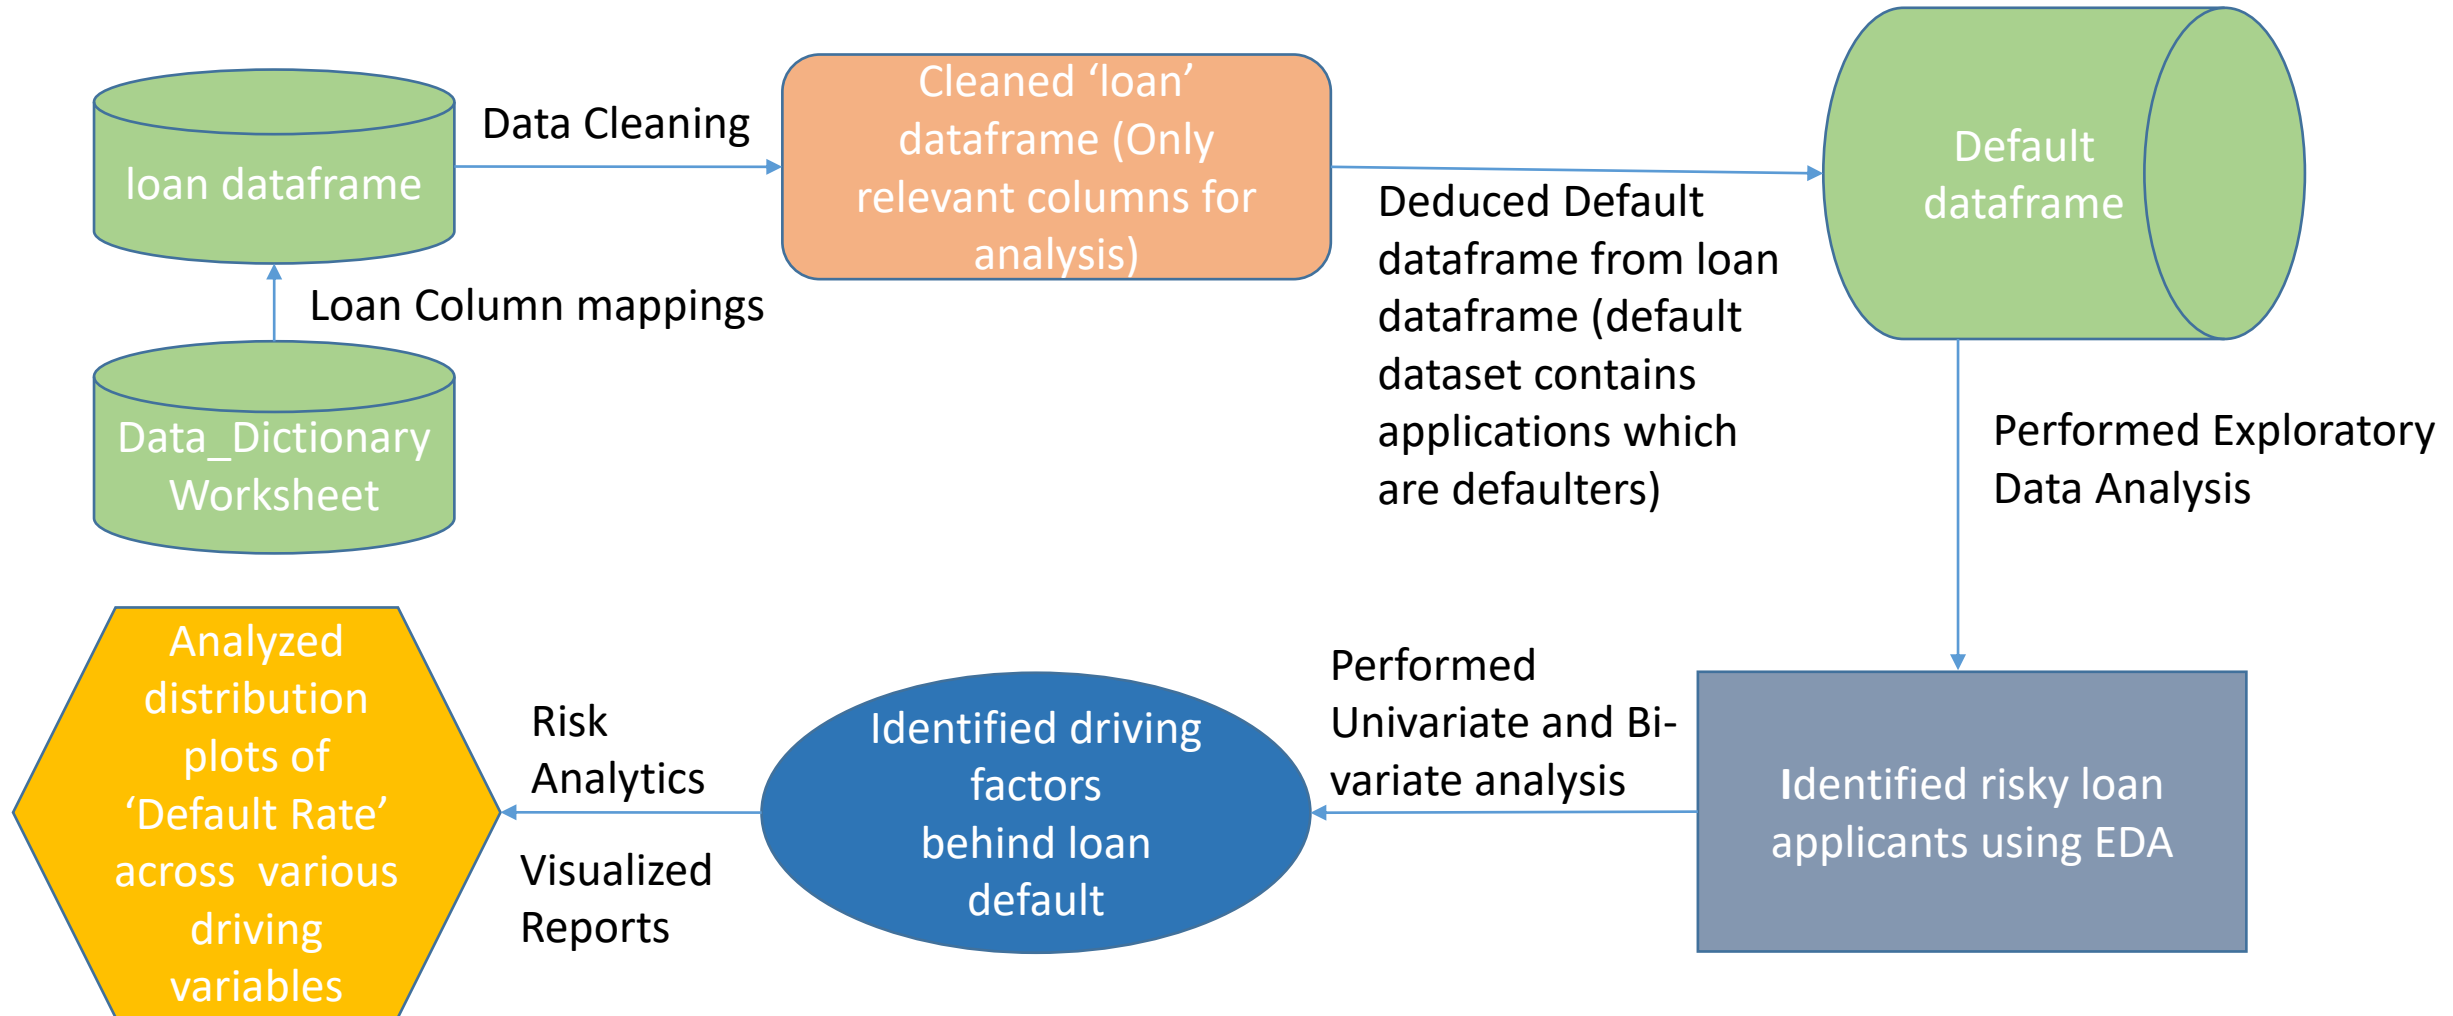 loan dataframe
Data Cleaning
Cleaned ‘loan’
dataframe (Only
relevant columns for
analysis)
Deduced Default
dataframe from loan
dataframe (default
dataset contains
applications which
are defaulters)
Default
dataframe
Loan Column mappings
Data_Dictionary
Worksheet
Performed Exploratory
Data Analysis
Identified risky loan
applicants using EDA
Performed
Univariate and Bi-
variate analysis
Identified driving
factors
behind loan
default
Risk
Analytics
Visualized
Reports
Analyzed
distribution
plots of
‘Default Rate’
across  various
driving
variables